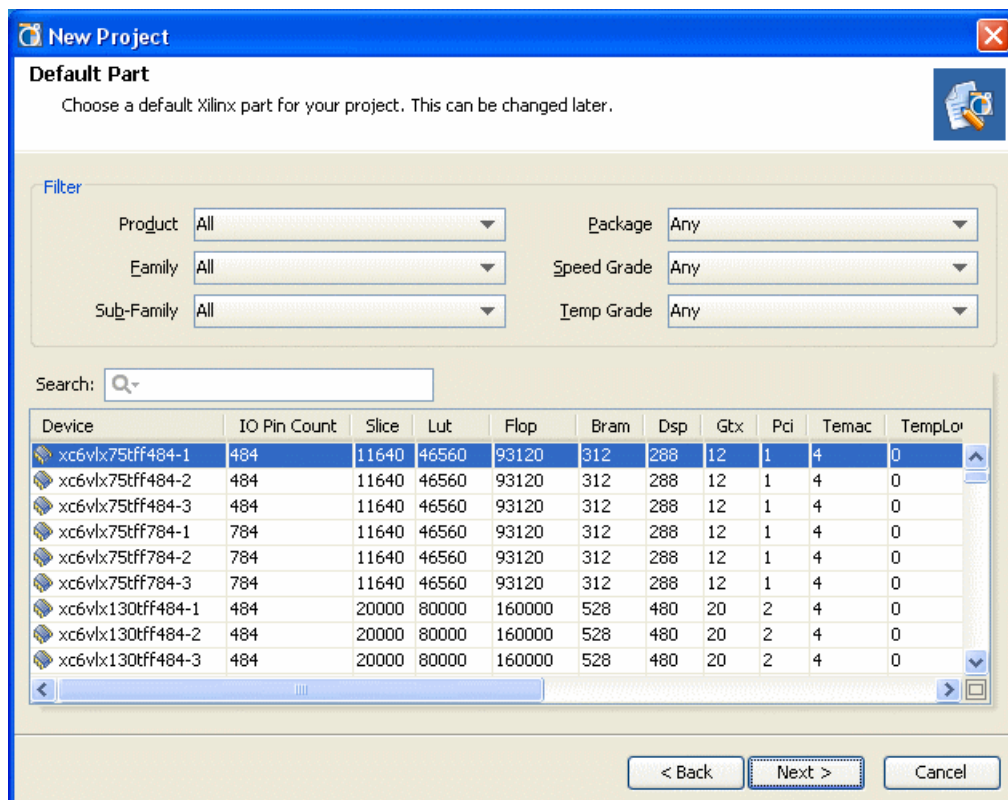 New Project
Default Part
Choose a default Xilinx part for your project. This can be changed later.
Filter
Product All Package Any
Family All Speed Grade Any
Sub-Family All Temp Grade Any
Search:
Device IO Pin Count Slice Lut Flop Bram Dsp Gtx Pci Temac
xc6vlx75tff484-1 484 11640 46560 93120 312 288 12 1 4 0
xc6vlx75tff484-2 484 11640 46560 93120 312 288 12 1 4 0
xc6vlx75tff484-3 484 11640 46560 93120 312 288 12 1 4 0
xc6vlx75tff784-1 784 11640 46560 93120 312 288 12 1 4 0
xc6vlx75tff784-2 784 11640 46560 93120 312 288 12 1 4 0
xc6vlx75tff784-3 784 11640 46560 93120 312 288 12 1 4 0
xc6vlx130tff484-1 484 20000 80000 160000 528 480 20 2 4 0
xc6vlx130tff484-2 484 20000 80000 160000 528 480 20 2 4 0
xc6vlx130tff484-3 484 20000 80000 160000 528 480 20 2 4 0
< Back Next > Cancel